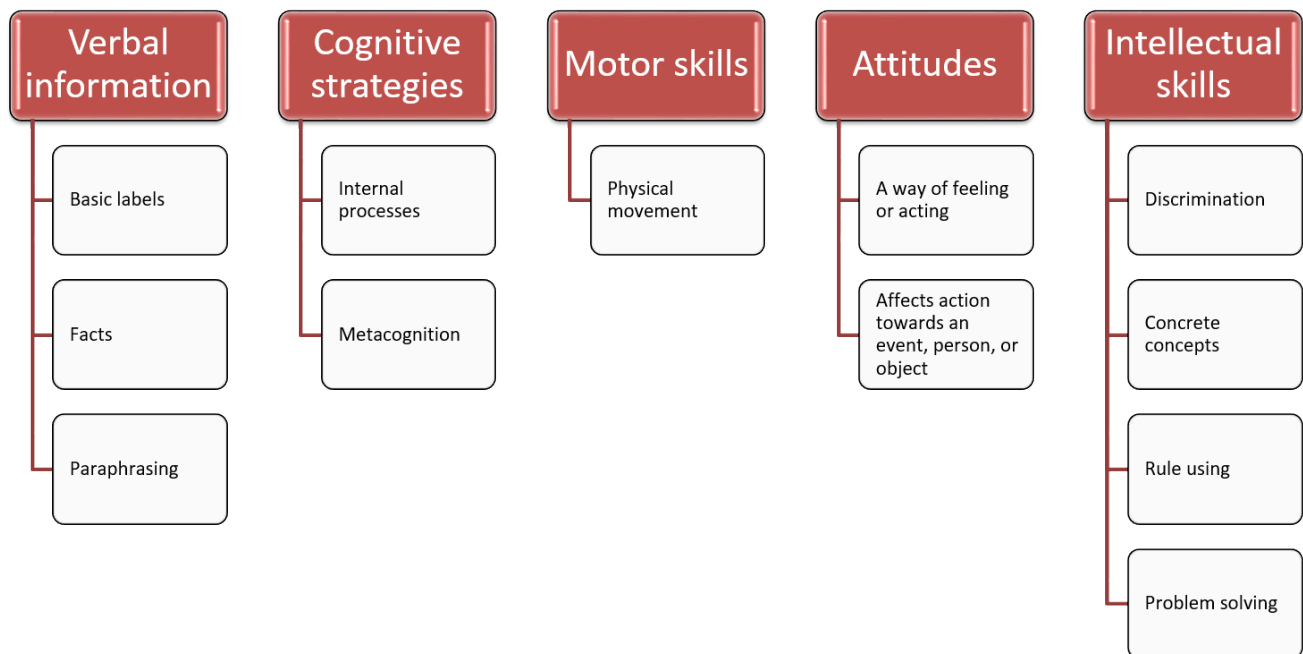 Verbal
information
Basic labels
Facts
Paraphrasing
Cognitive
strategies
Internal
processes
Metacognition
Motor skills
Physical
movement
Attitudes
A way of feeling
or acting
Affects action
towards an
event, person, or
object
Intellectual
skills
Discrimination
Concrete
concepts
Rule using
Problem solving